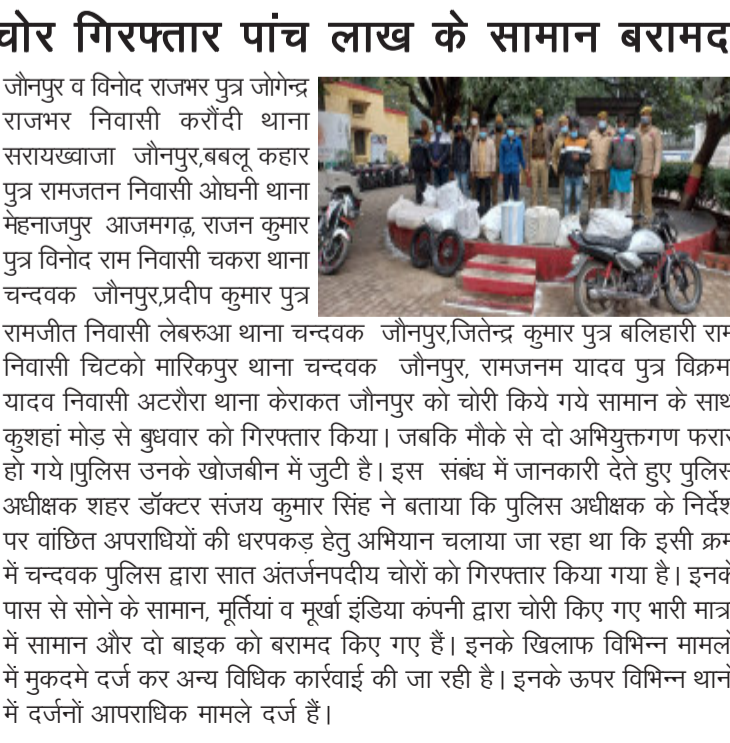 चोर गिरफ्तार पांच लाख के सामान बरामद
जौनपुर व विनोद राजभर पुत्र जोगेन्द्र
राजभर निवासी करौंदी थाना
सरायख्वाजा जौनपुर,बबलू कहार
पुत्र रामजतन निवासी ओघनी थाना
मेहनाजपुर आजमगढ़, राजन कुमार
पुत्र विनोद राम निवासी चकरा थाना
चन्दवक जौनपुर,प्रदीप कुमार पुत्र
रामजीत निवासी लेबरुआ थाना चन्दवक जौनपुर,जितेन्द्र कुमार पुत्र बलिहारी राम
निवासी चिटको मारिकपुर थाना चन्दवक जौनपुर, रामजनम यादव पुत्र विक्रम
यादव निवासी अटरौरा थाना केराकत जौनपुर को चोरी किये गये सामान के साथ
कुशहां मोड़ से बुधवार को गिरफ्तार किया। जबकि मौके से दो अभियुक्तगण फरार
हो गये।पुलिस उनके खोजबीन में जुटी है। इस संबंध में जानकारी देते हुए पुलिस
अधीक्षक शहर डॉक्टर संजय कुमार सिंह ने बताया कि पुलिस अधीक्षक के निर्देश
पर वांछित अपराधियों की धरपकड़ हेतु अभियान चलाया जा रहा था कि इसी क्रम
में चन्दवक पुलिस द्वारा सात अंतर्जनपदीय चोरों को गिरफ्तार किया गया है। इनके
पास से सोने के सामान, मूर्तियां व मूर्खा इंडिया कंपनी द्वारा चोरी किए गए भारी मात्रा
में सामान और दो बाइक को बरामद किए गए हैं। इनके खिलाफ विभिन्न मामलों
में मुकदमे दर्ज कर अन्य विधिक कार्रवाई की जा रही है। इनके ऊपर विभिन्न थानों
में दर्जनों आपराधिक मामले दर्ज हैं।